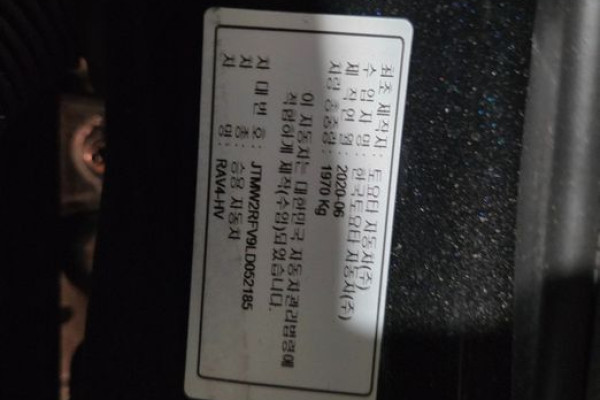 최초 제작자 : 토요타 자동차(주)
수 입 자 명 : 한국토요타 자동차(주)
제 작 연 월 : 2020-06
차량 총중량 : 1970 Kg
이 자동차는 대한민국 자동차관리법령에
적합하게 제작(수입)되었습니다.
차 대 번 호 : JTMW2RFV9LD052185
차 종 : 승용 자동차
차 명 : RAV4-HV